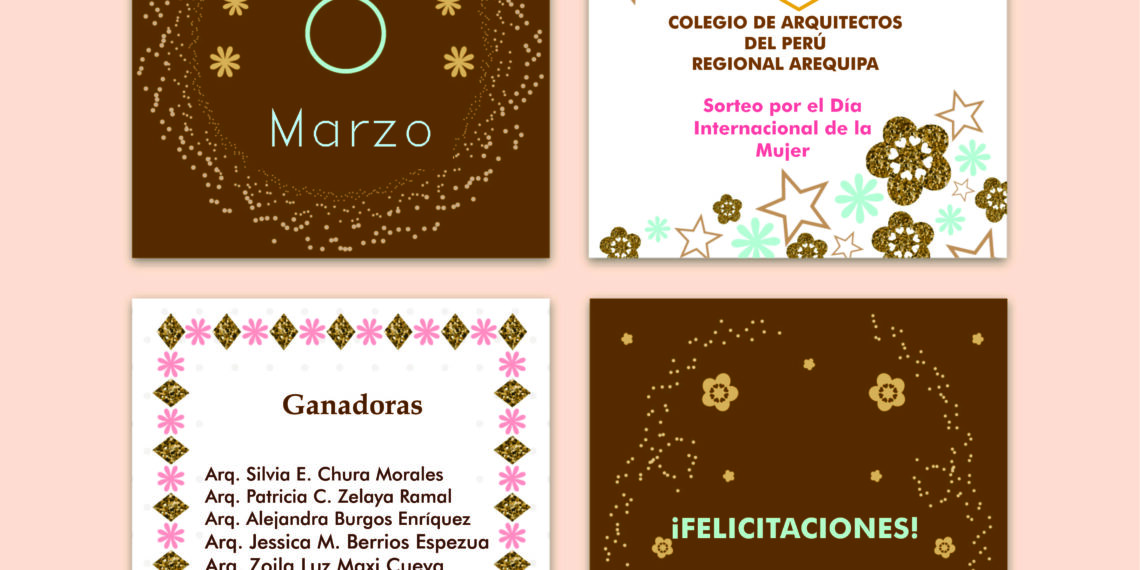 Marzo
COLEGIO DE ARQUITECTOS
DEL PERÚ
REGIONAL AREQUIPA
Sorteo por el Día
Internacional de la
Mujer
Ganadoras
Arq. Silvia E. Chura Morales
Arq. Patricia C. Zelaya Ramal
Arq. Alejandra Burgos Enríquez
Arq. Jessica M. Berrios Espezua
Arq. Zoila Luz Maxi Cueva
¡FELICITACIONES!